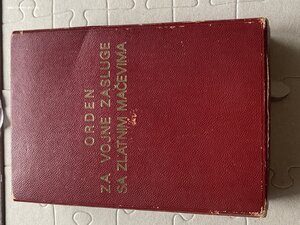 ORDEN
ZA VOJNE ZASLUGE
SA ZLATNIM MAČEVIMA